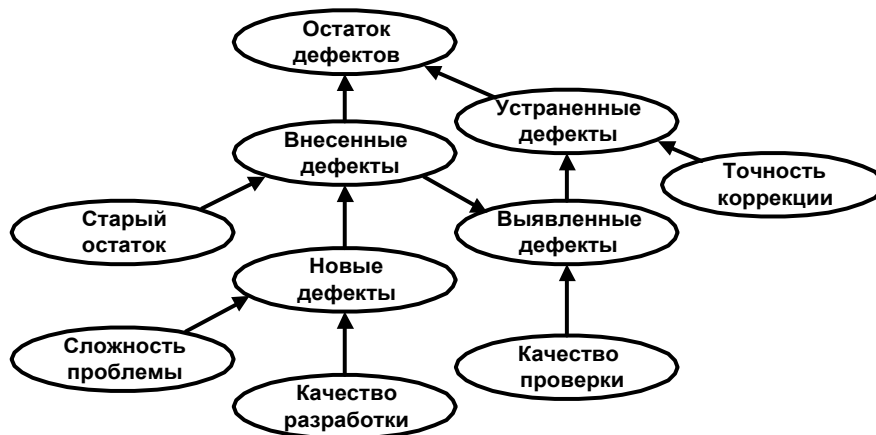 Остаток
дефектов
Устраненные
дефекты
Внесенные
дефекты
Точность
коррекции
Старый
остаток
Выявленные
дефекты
Новые
дефекты
Сложность
проблемы
Качество
проверки
Качество
разработки